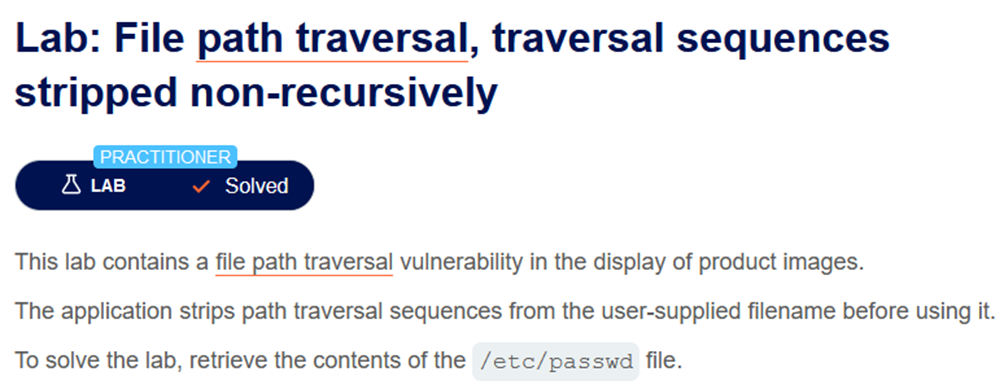 Lab: File path traversal, traversal sequences
stripped non-recursively
PRACTITIONER
LAB Solved
This lab contains a file path traversal vulnerability in the display of product images.
The application strips path traversal sequences from the user-supplied filename before using it.
To solve the lab, retrieve the contents of the /etc/passwd file.